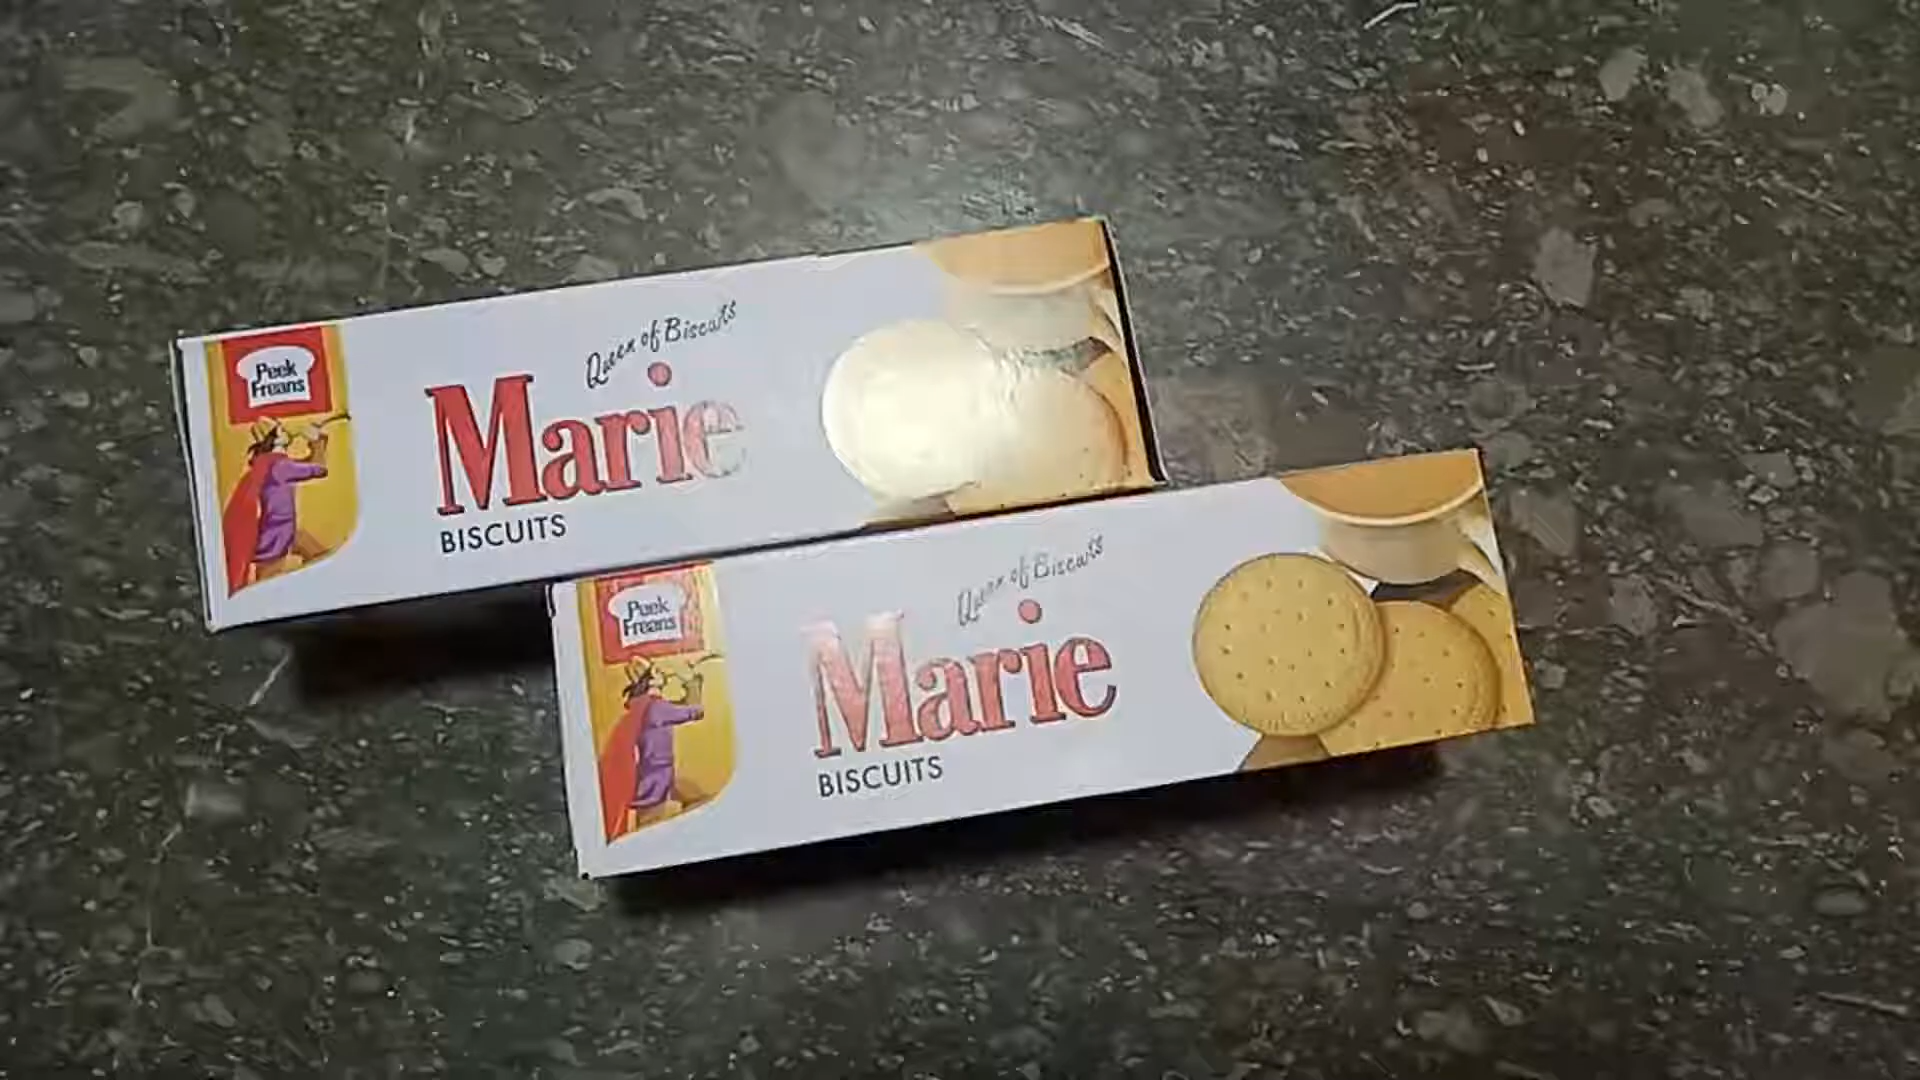 Peek
Freans
Queen of Biscuits
Marie
BISCUITS
Peek
Freans
Queen of Biscuits
Marie
BISCUITS